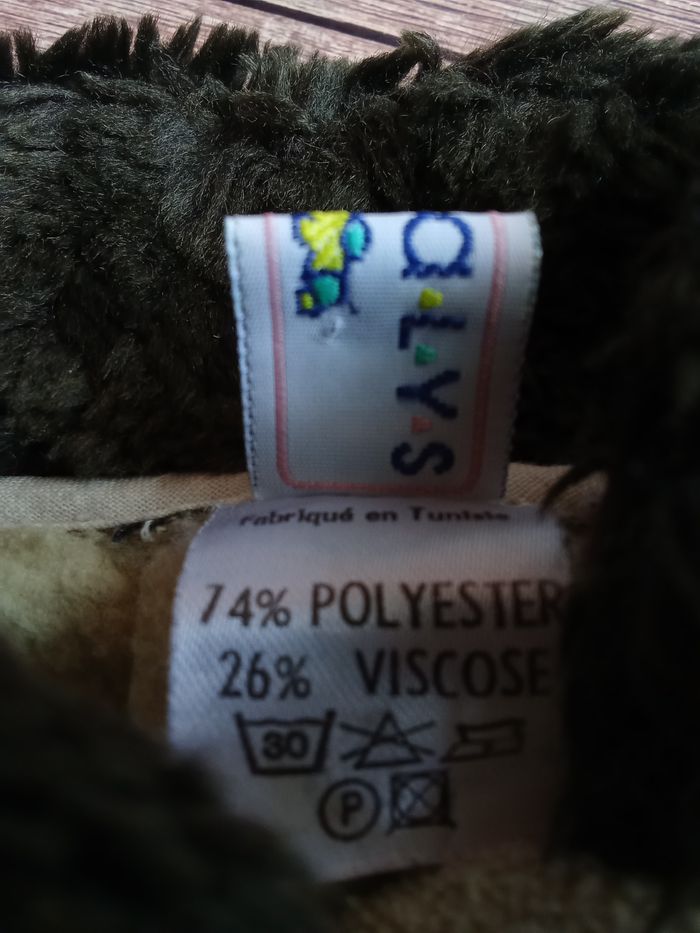 a.L.Y.S
Fabriqué en Tunisie
74% POLYESTER
26% VISCOSE
30
P